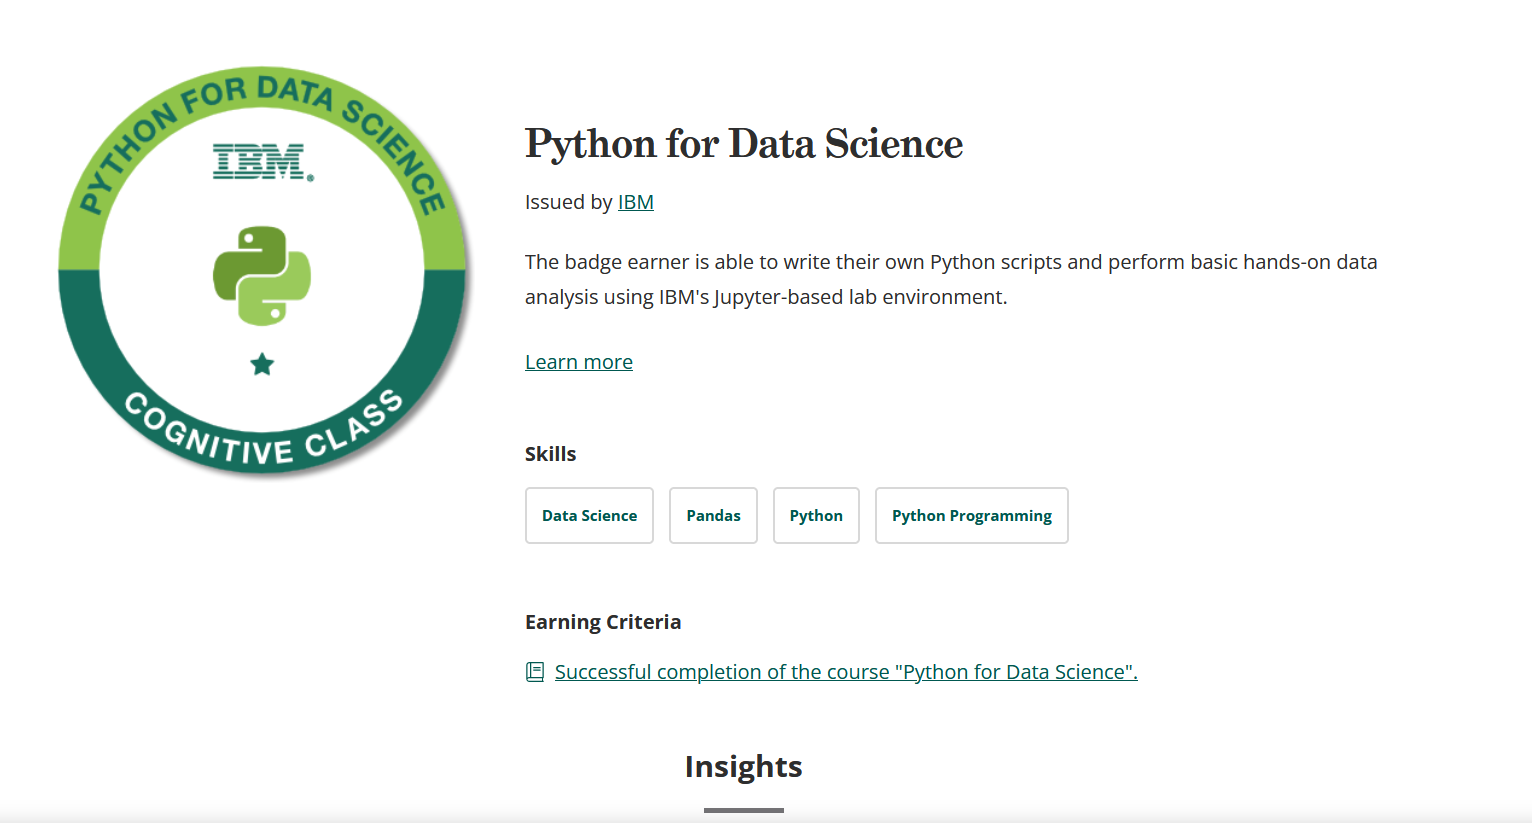 PYTHON FOR DATA SCIENCE
IBM®
COGNITIVE CLASS
Python for Data Science
Issued by IBM
The badge earner is able to write their own Python scripts and perform basic hands-on data
analysis using IBM's Jupyter-based lab environment.
Learn more
Skills
Data Science
Pandas
Python
Python Programming
Earning Criteria
Successful completion of the course "Python for Data Science".
Insights